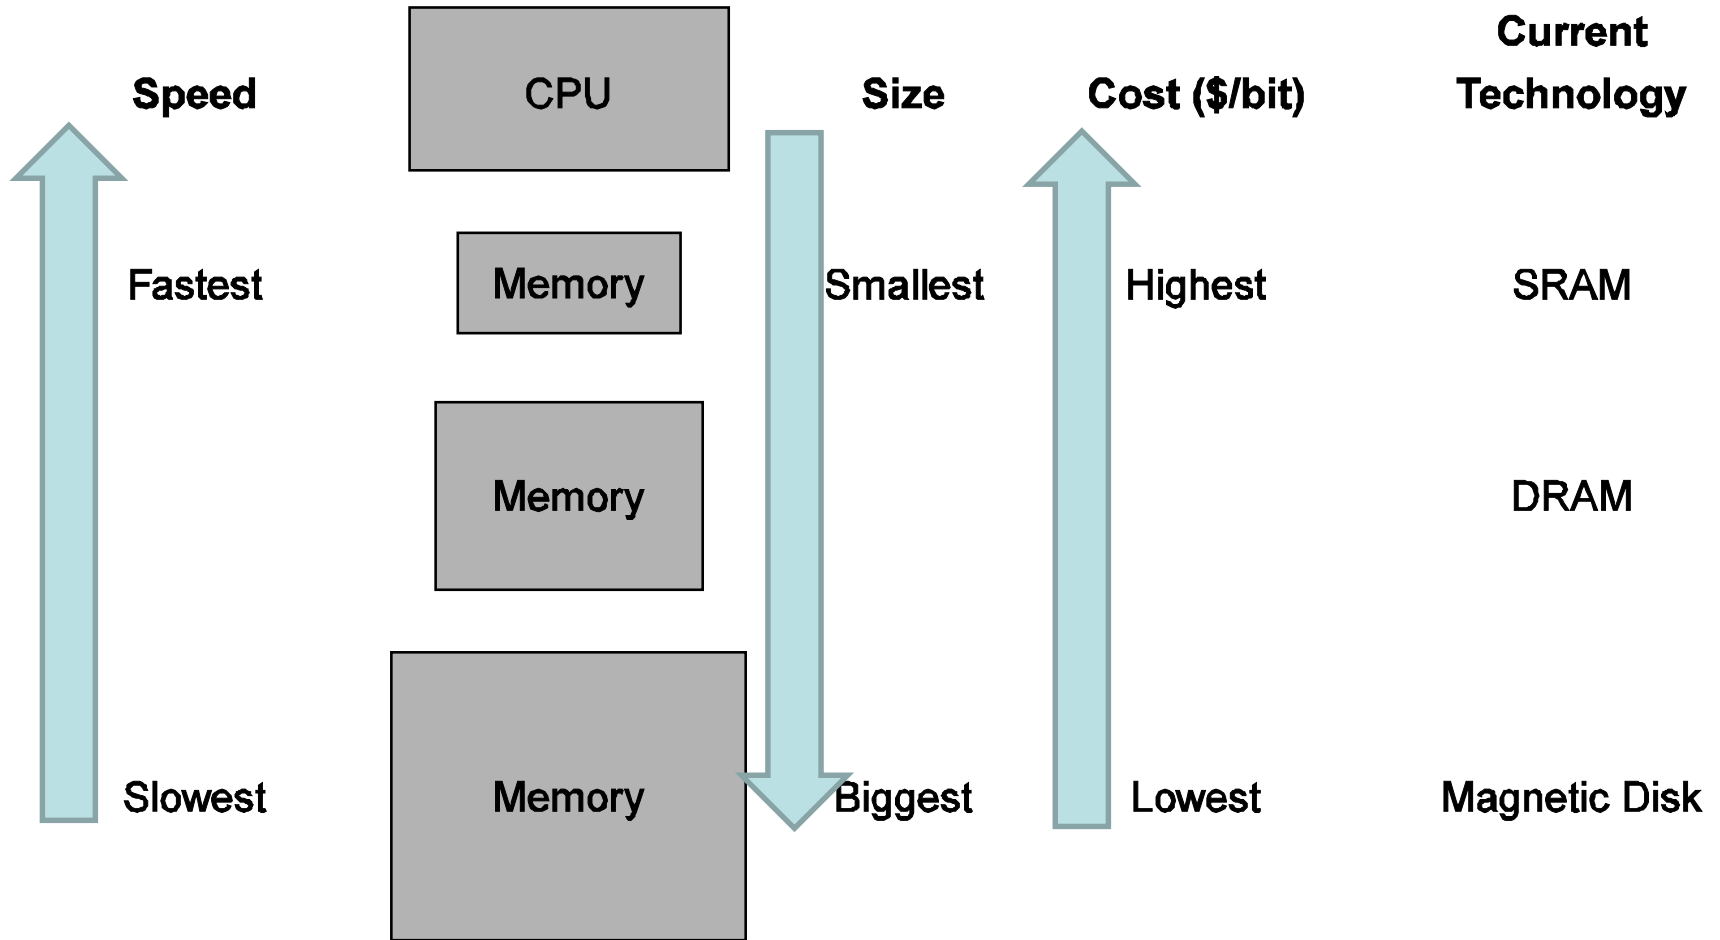 Current
Speed CPU Size Cost ($/bit) Technology
Fastest Memory Smallest Highest SRAM
Memory DRAM
Slowest Memory Biggest Lowest Magnetic Disk